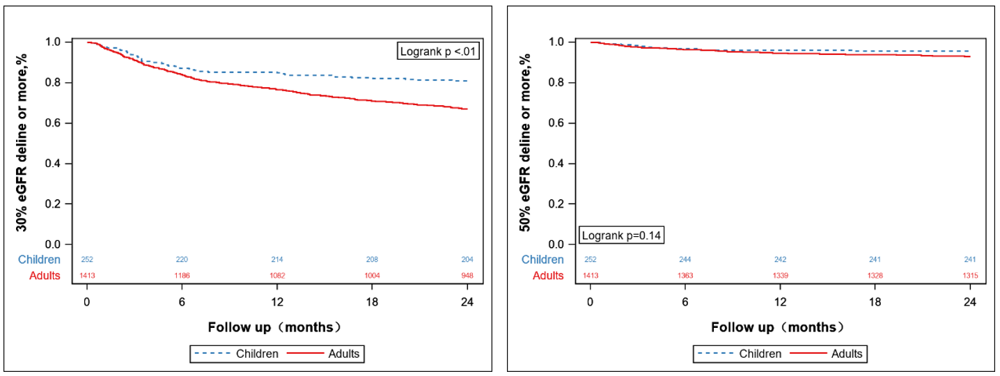 30% eGFR deline or more,%
1.0
0.8
0.6
0.4
0.2
0.0
Logrank p <.01
Children 252 220 214 208 204
Adults 1413 1186 1082 1004 948
0 6 12 18 24
Follow up（months）
Children Adults
50% eGFR deline or more,%
1.0
0.8
0.6
0.4
0.2
0.0
Logrank p=0.14
Children 252 244 242 241 241
Adults 1413 1363 1339 1328 1315
0 6 12 18 24
Follow up（months）
Children Adults